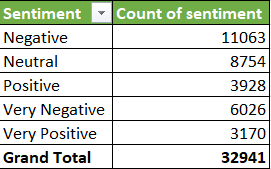 Sentiment Count of sentiment
Negative 11063
Neutral 8754
Positive 3928
Very Negative 6026
Very Positive 3170
Grand Total 32941